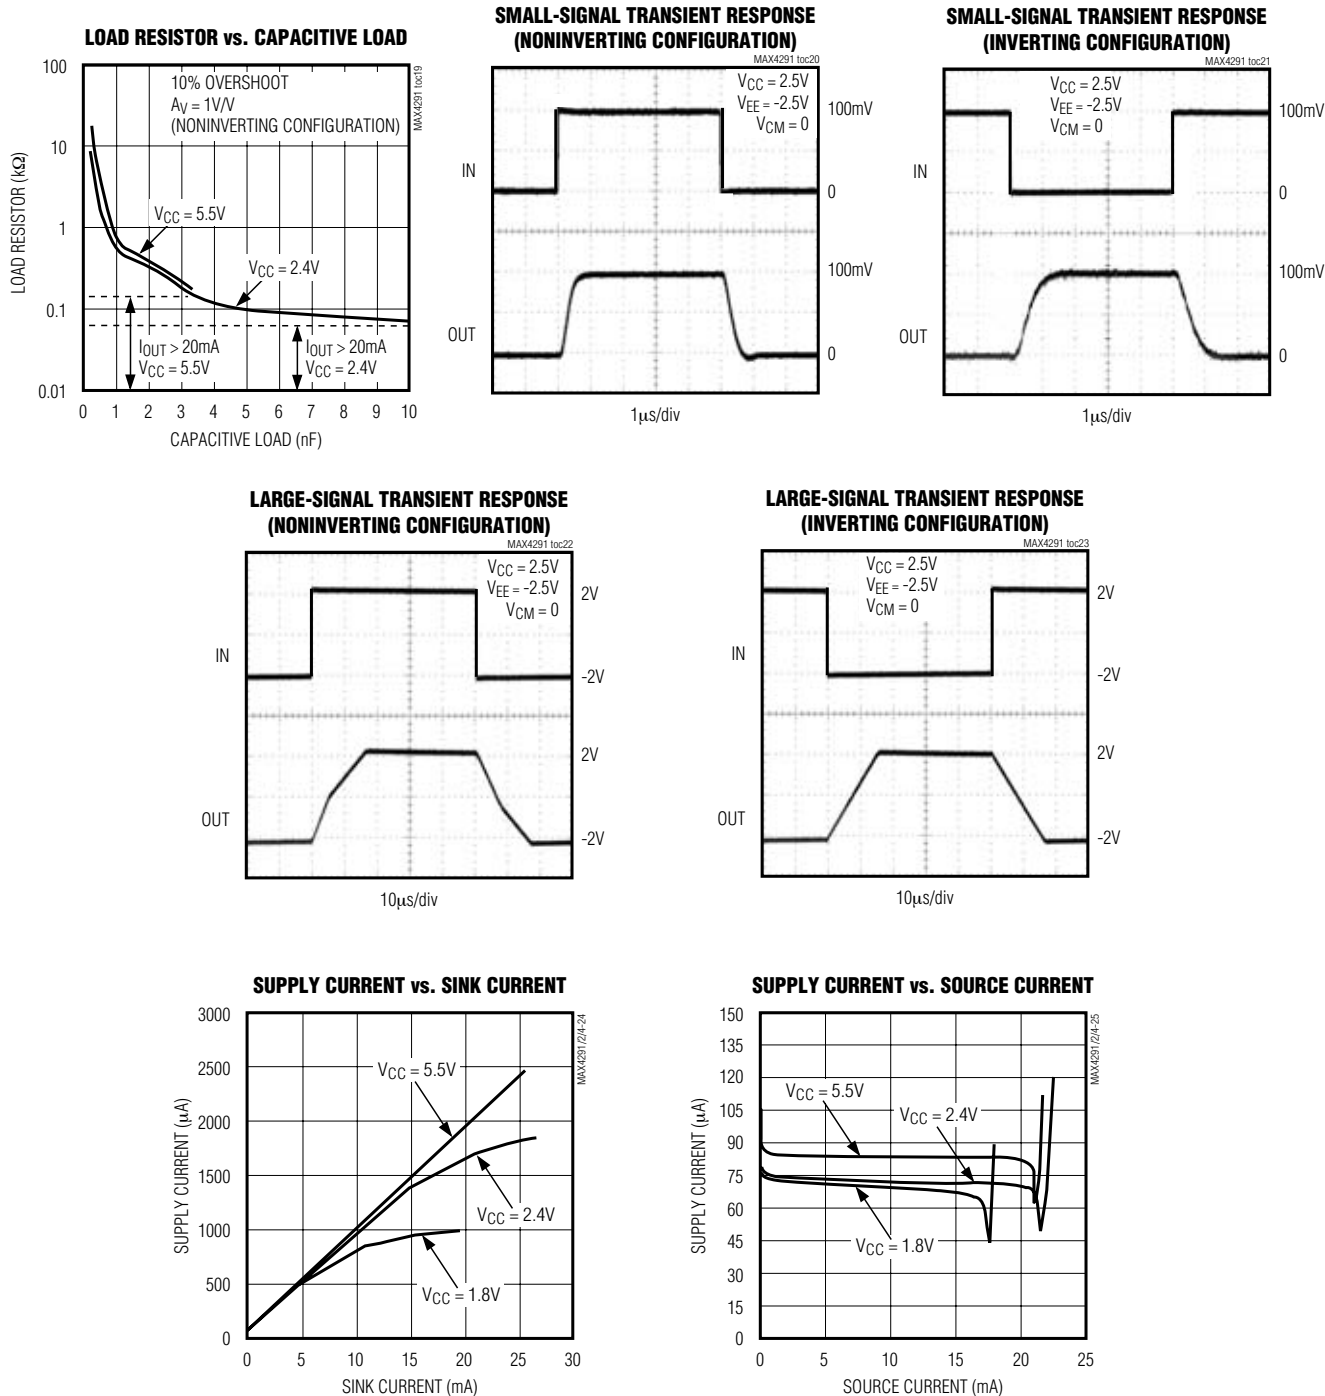 LOAD RESISTOR vs. CAPACITIVE LOAD
MAX4291 toc19
10% OVERSHOOT
AV = 1V/V
(NONINVERTING CONFIGURATION)
LOAD RESISTOR (kΩ)
100
10
1
0.1
0.01
VCC = 5.5V
VCC = 2.4V
IOUT > 20mA
VCC = 5.5V
IOUT > 20mA
VCC = 2.4V
0 1 2 3 4 5 6 7 8 9 10
CAPACITIVE LOAD (nF)
SMALL-SIGNAL TRANSIENT RESPONSE
(NONINVERTING CONFIGURATION)
MAX4291 toc20
VCC = 2.5V
VEE = -2.5V
VCM = 0
IN
100mV
0
OUT
100mV
0
1μs/div
SMALL-SIGNAL TRANSIENT RESPONSE
(INVERTING CONFIGURATION)
MAX4291 toc21
VCC = 2.5V
VEE = -2.5V
VCM = 0
IN
100mV
0
OUT
100mV
0
1μs/div
LARGE-SIGNAL TRANSIENT RESPONSE
(NONINVERTING CONFIGURATION)
MAX4291 toc22
VCC = 2.5V
VEE = -2.5V
VCM = 0
IN
2V
-2V
OUT
2V
-2V
10μs/div
LARGE-SIGNAL TRANSIENT RESPONSE
(INVERTING CONFIGURATION)
MAX4291 toc23
VCC = 2.5V
VEE = -2.5V
VCM = 0
IN
2V
-2V
OUT
2V
-2V
10μs/div
SUPPLY CURRENT vs. SINK CURRENT
MAX4291/2/4-24
SUPPLY CURRENT (μA)
3000
2500
2000
1500
1000
500
0
VCC = 5.5V
VCC = 2.4V
VCC = 1.8V
0 5 10 15 20 25 30
SINK CURRENT (mA)
SUPPLY CURRENT vs. SOURCE CURRENT
MAX4291/2/4-25
SUPPLY CURRENT (μA)
150
135
120
105
90
75
60
45
30
15
0
VCC = 5.5V
VCC = 2.4V
VCC = 1.8V
0 5 10 15 20 25
SOURCE CURRENT (mA)